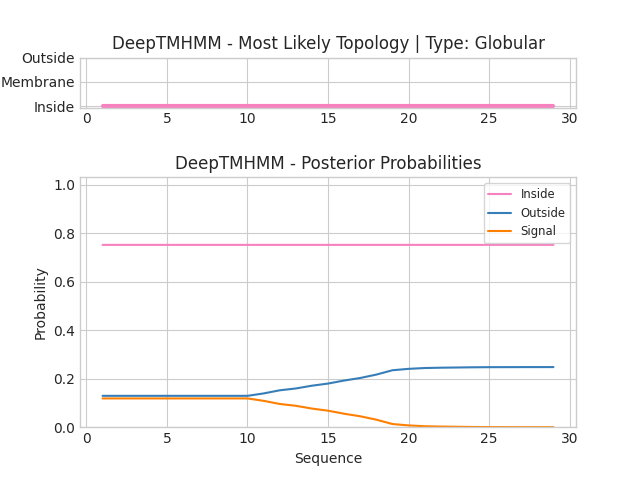 DeepTMHMM - Most Likely Topology | Type: Globular
Outside
Membrane
Inside
0 5 10 15 20 25 30
DeepTMHMM - Posterior Probabilities
1.0
0.8
0.6
0.4
0.2
0.0
Probability
Inside
Outside
Signal
0 5 10 15 20 25 30
Sequence